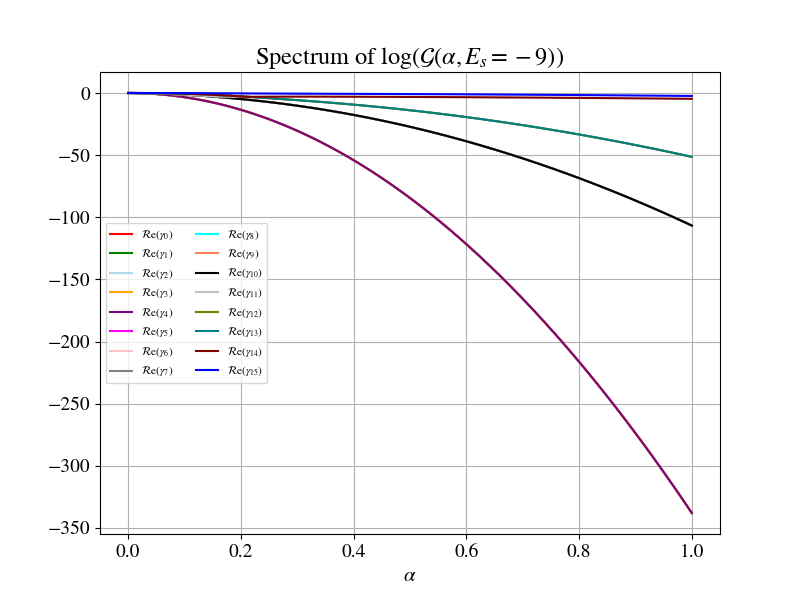 Spectrum of log(𝒢(α, E_s = −9))
0
−50
−100
−150
−200
−250
−300
−350
ℛe(γ₀)
ℛe(γ₁)
ℛe(γ₂)
ℛe(γ₃)
ℛe(γ₄)
ℛe(γ₅)
ℛe(γ₆)
ℛe(γ₇)
ℛe(γ₈)
ℛe(γ₉)
ℛe(γ₁₀)
ℛe(γ₁₁)
ℛe(γ₁₂)
ℛe(γ₁₃)
ℛe(γ₁₄)
ℛe(γ₁₅)
0.0 0.2 0.4 0.6 0.8 1.0
α